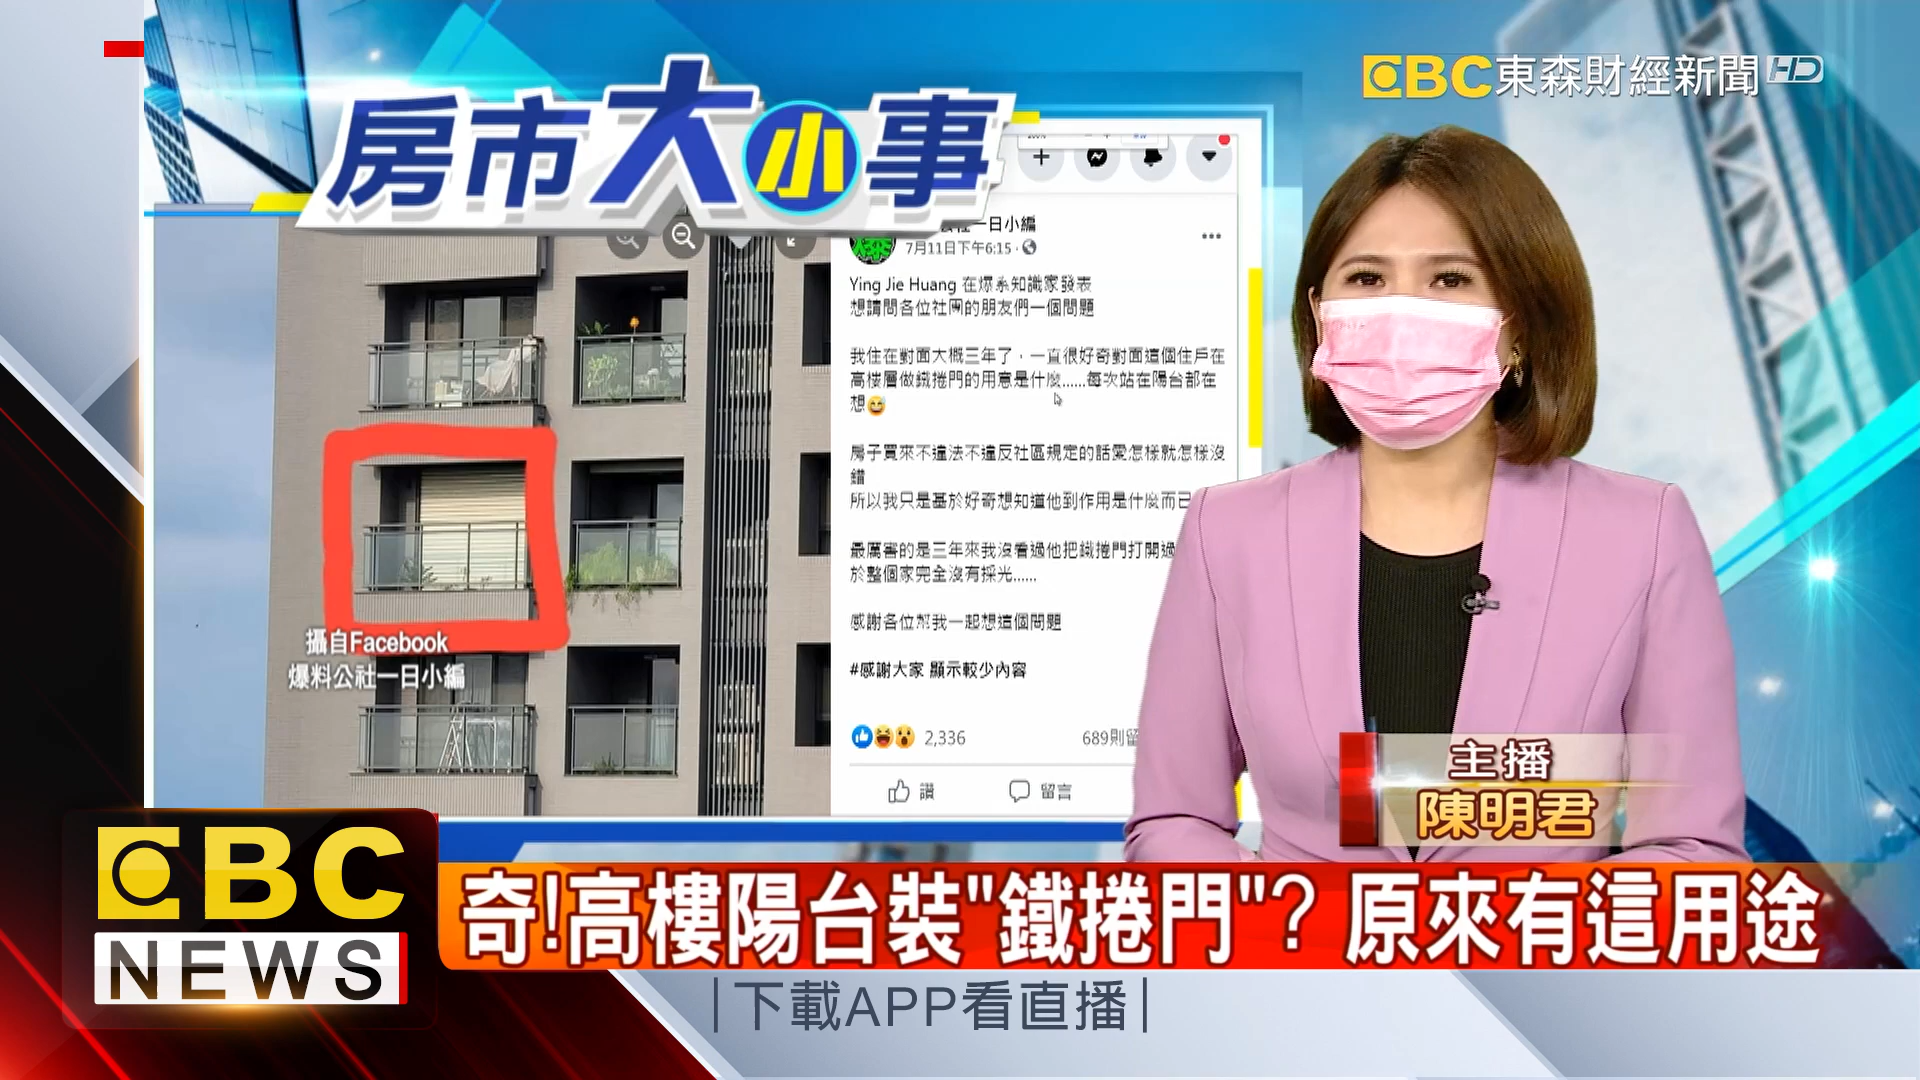 EBC東森財經新聞HD
房市大小事
一日小編
7月11日下午6:15
Ying Jie Huang 在爆系知識家發表
想請問各位社團的朋友們一個問題
我住在對面大概三年了，一直很好奇對面這個住戶在
高樓層做鐵捲門的用意是什麼......每次站在陽台都在
想😅
房子買來不違法不違反社區規定的話愛怎樣就怎樣沒
錯
所以我只是基於好奇想知道他到作用是什麼而已
最厲害的是三年來我沒看過他把鐵捲門打開過
於整個家完全沒有採光......
感謝各位幫我一起想這個問題
#感謝大家 顯示較少內容
2,336
689則留
讚
留言
攝自Facebook
爆料公社一日小編
主播
陳明君
EBC
NEWS
奇!高樓陽台裝"鐵捲門"? 原來有這用途
|下載APP看直播|